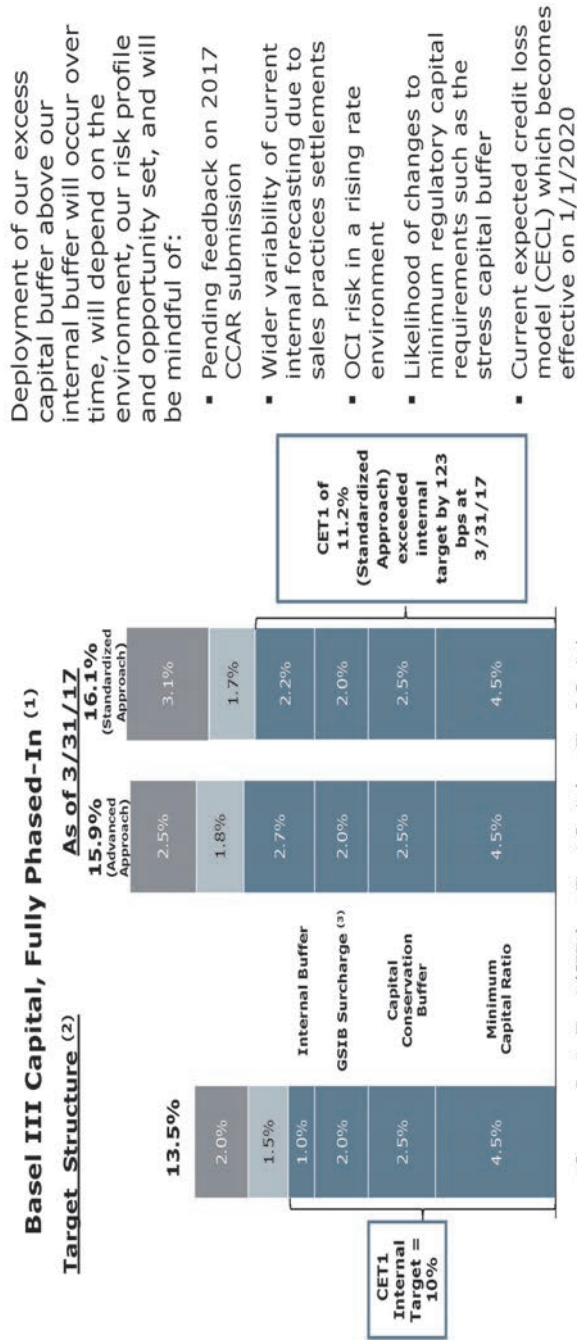 Basel III Capital, Fully Phased-In (1)
Target Structure (2)
As of 3/31/17
13.5%
2.0%
1.5%
1.0%
2.0%
2.5%
4.5%
CET1
Internal
Target =
10%
Internal Buffer
GSIB Surcharge (3)
Capital
Conservation
Buffer
Minimum
Capital Ratio
15.9%
(Advanced
Approach)
2.5%
1.8%
2.7%
2.0%
2.5%
4.5%
16.1%
(Standardized
Approach)
3.1%
1.7%
2.2%
2.0%
2.5%
4.5%
CET1 of
11.2%
(Standardized
Approach)
exceeded
internal
target by 123
bps at
3/31/17
Deployment of our excess
capital buffer above our
internal buffer will occur over
time, will depend on the
environment, our risk profile
and opportunity set, and will
be mindful of:
▪ Pending feedback on 2017
CCAR submission
▪ Wider variability of current
internal forecasting due to
sales practices settlements
▪ OCI risk in a rising rate
environment
▪ Likelihood of changes to
minimum regulatory capital
requirements such as the
stress capital buffer
▪ Current expected credit loss
model (CECL) which becomes
effective on 1/1/2020